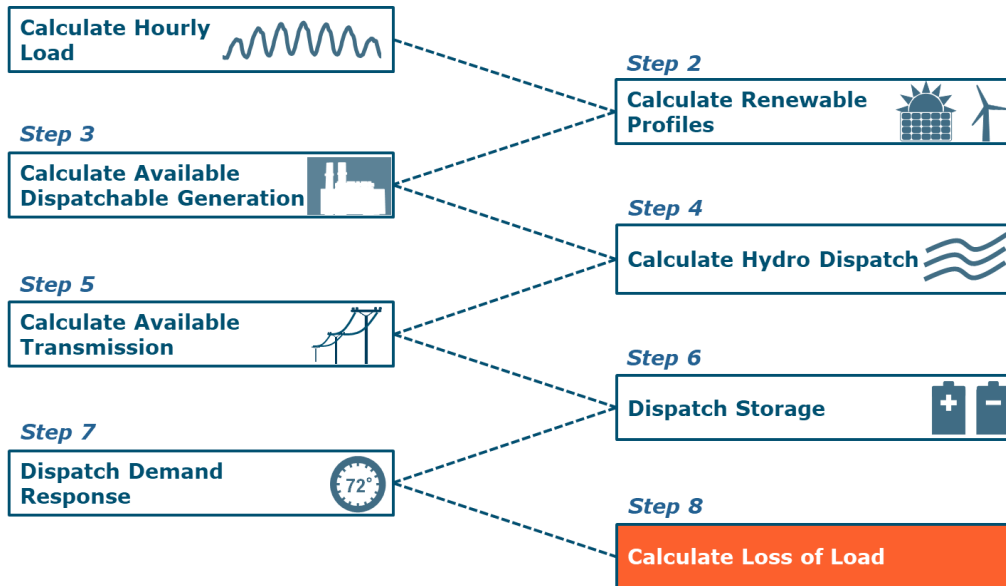 Calculate Hourly
Load
Step 2
Calculate Renewable
Profiles
Step 3
Calculate Available
Dispatchable Generation
Step 4
Calculate Hydro Dispatch
Step 5
Calculate Available
Transmission
Step 6
Dispatch Storage
+ −
Step 7
Dispatch Demand
Response
72°
Step 8
Calculate Loss of Load